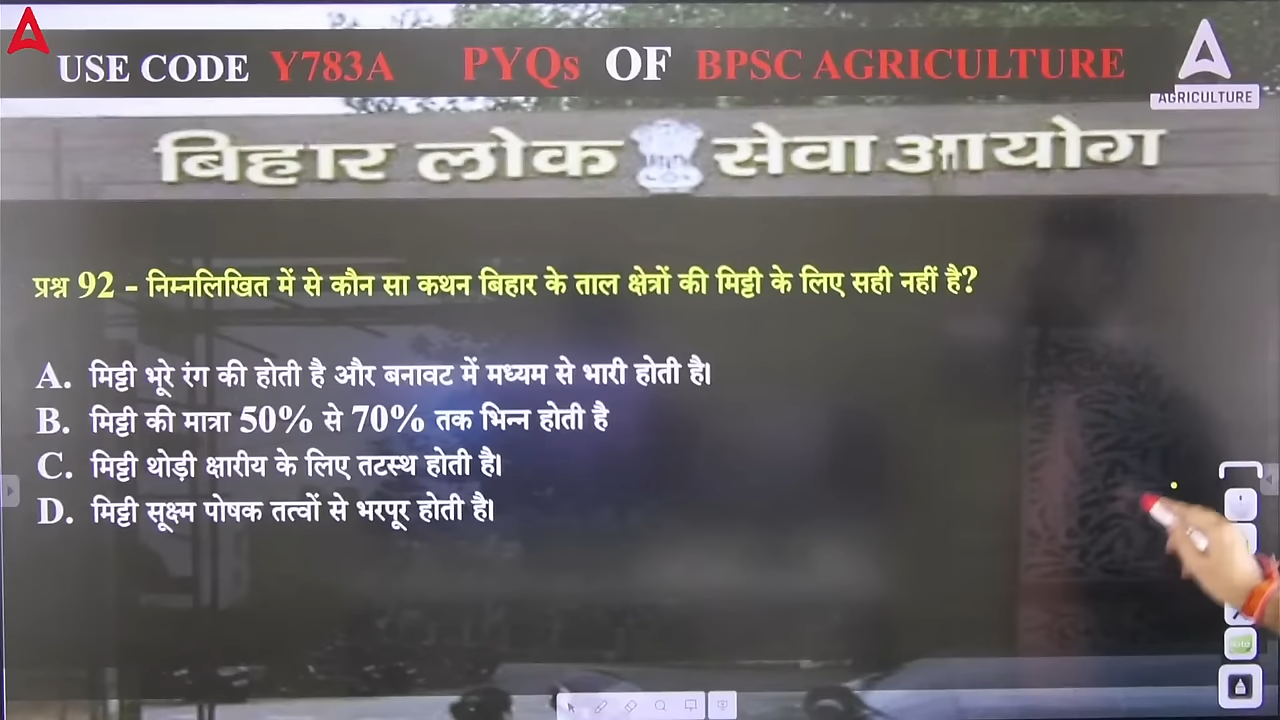 USE CODE Y783A PYQs OF BPSC AGRICULTURE
AGRICULTURE
बिहार लोक सेवा आयोग
प्रश्न 92 - निम्नलिखित में से कौन सा कथन बिहार के ताल क्षेत्रों की मिट्टी के लिए सही नहीं है?
A. मिट्टी भूरे रंग की होती है और बनावट में मध्यम से भारी होती है।
B. मिट्टी की मात्रा 50% से 70% तक भिन्न होती है
C. मिट्टी थोड़ी क्षारीय के लिए तटस्थ होती है।
D. मिट्टी सूक्ष्म पोषक तत्वों से भरपूर होती है।